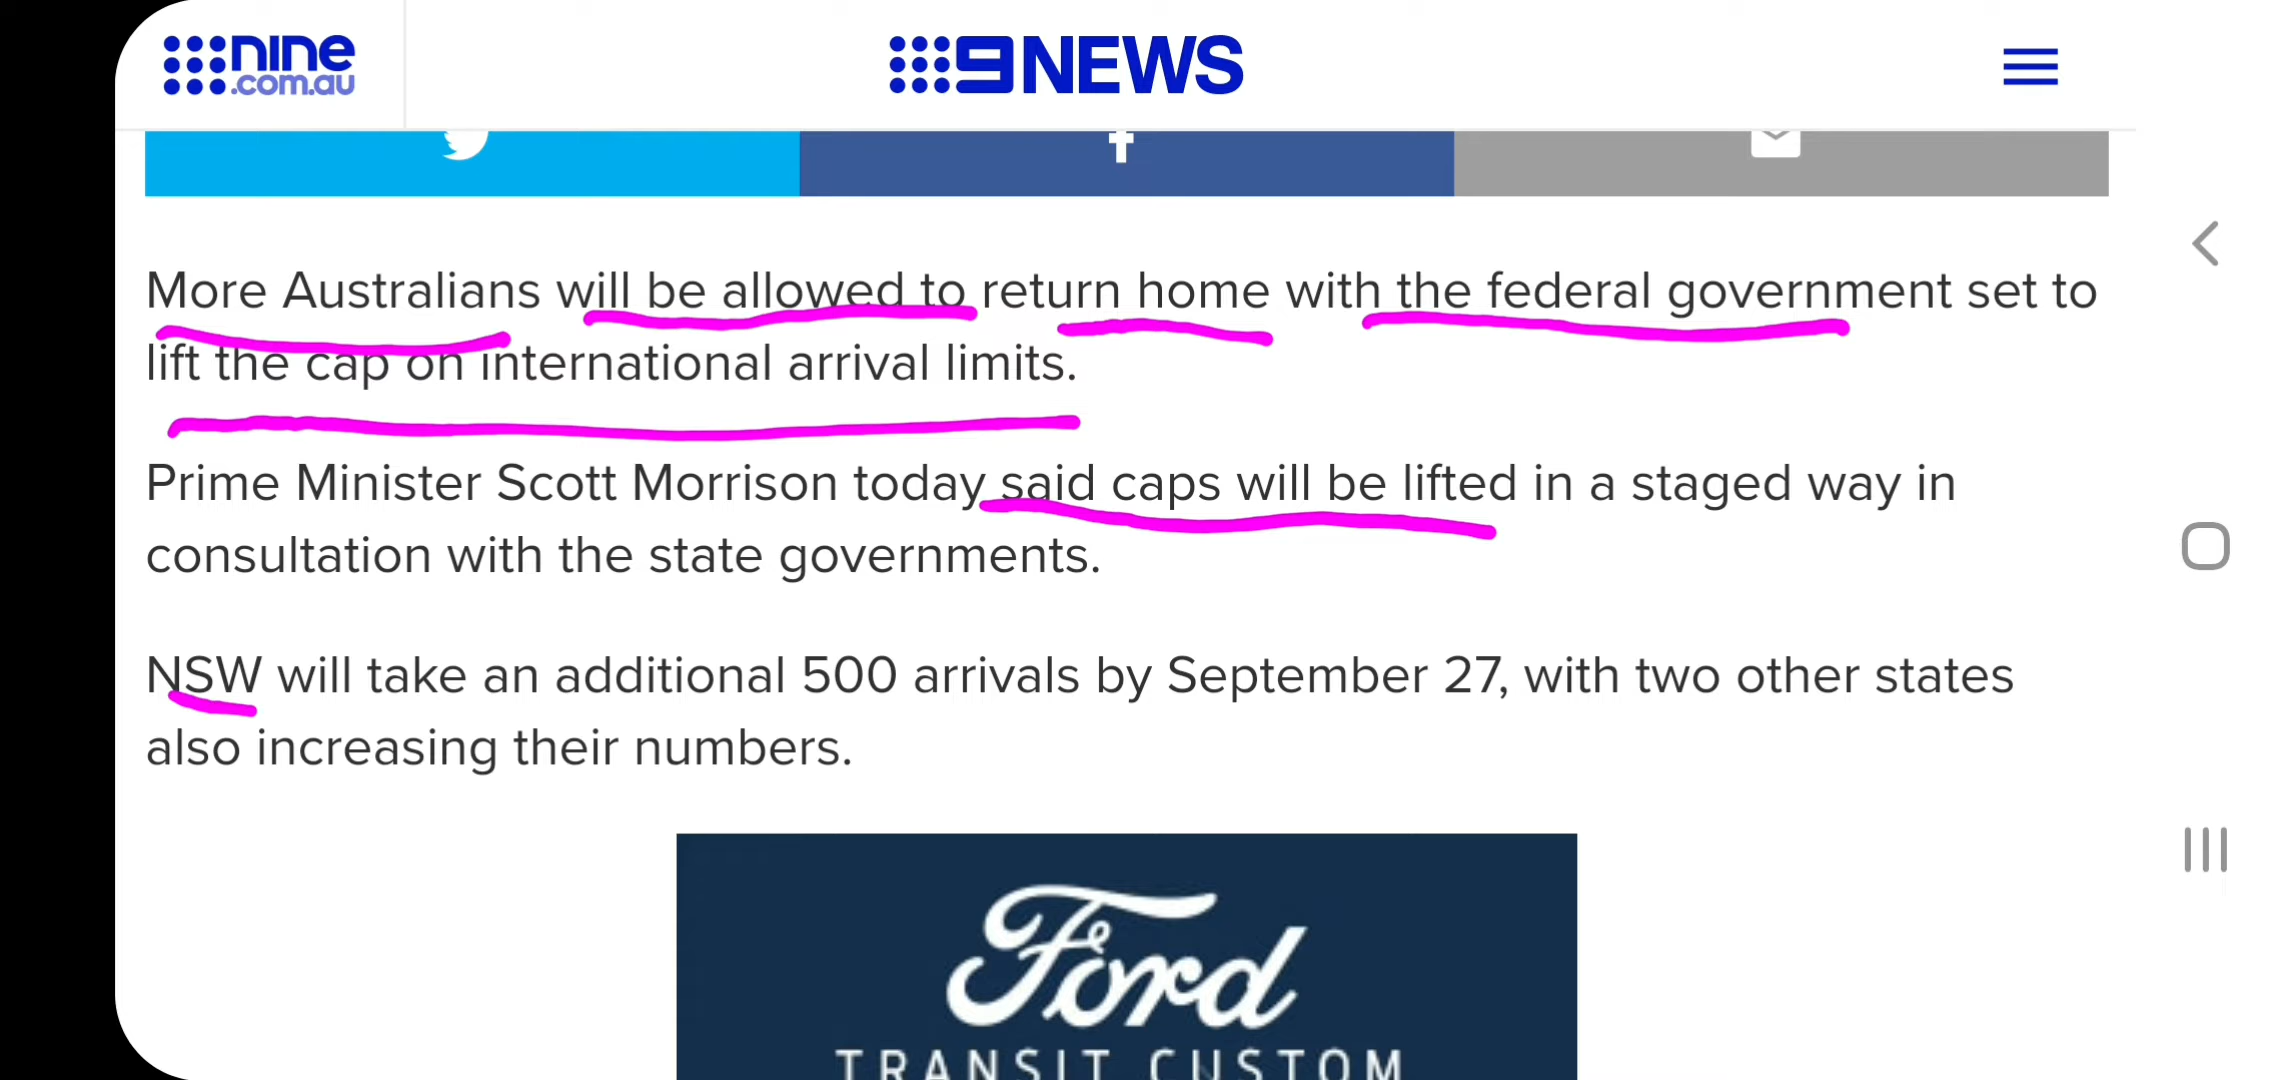 nine
.com.au
9NEWS
More Australians will be allowed to return home with the federal government set to
lift the cap on international arrival limits.
Prime Minister Scott Morrison today said caps will be lifted in a staged way in
consultation with the state governments.
NSW will take an additional 500 arrivals by September 27, with two other states
also increasing their numbers.
Ford
TRANSIT CUSTOM